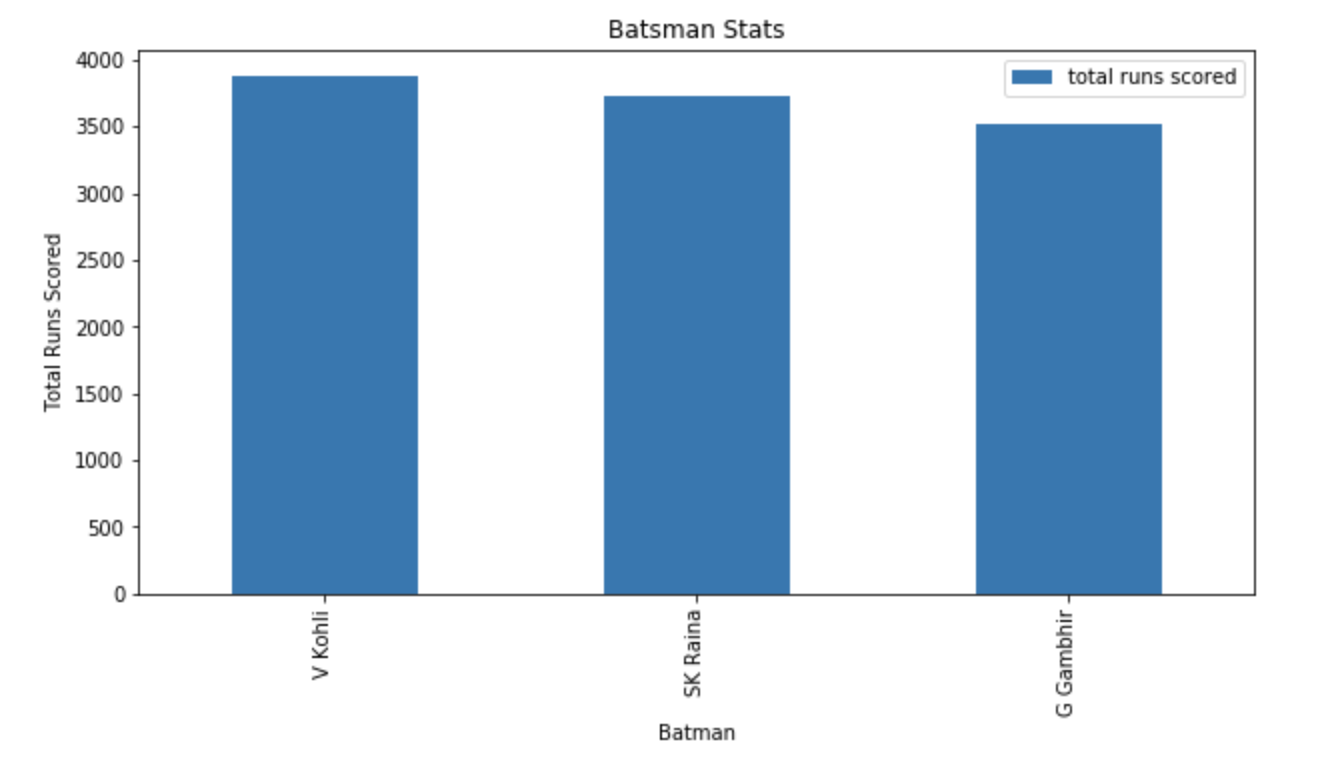 Batsman Stats
total runs scored
4000
3500
3000
2500
2000
1500
1000
500
0
Total Runs Scored
V Kohli
SK Raina
G Gambhir
Batman